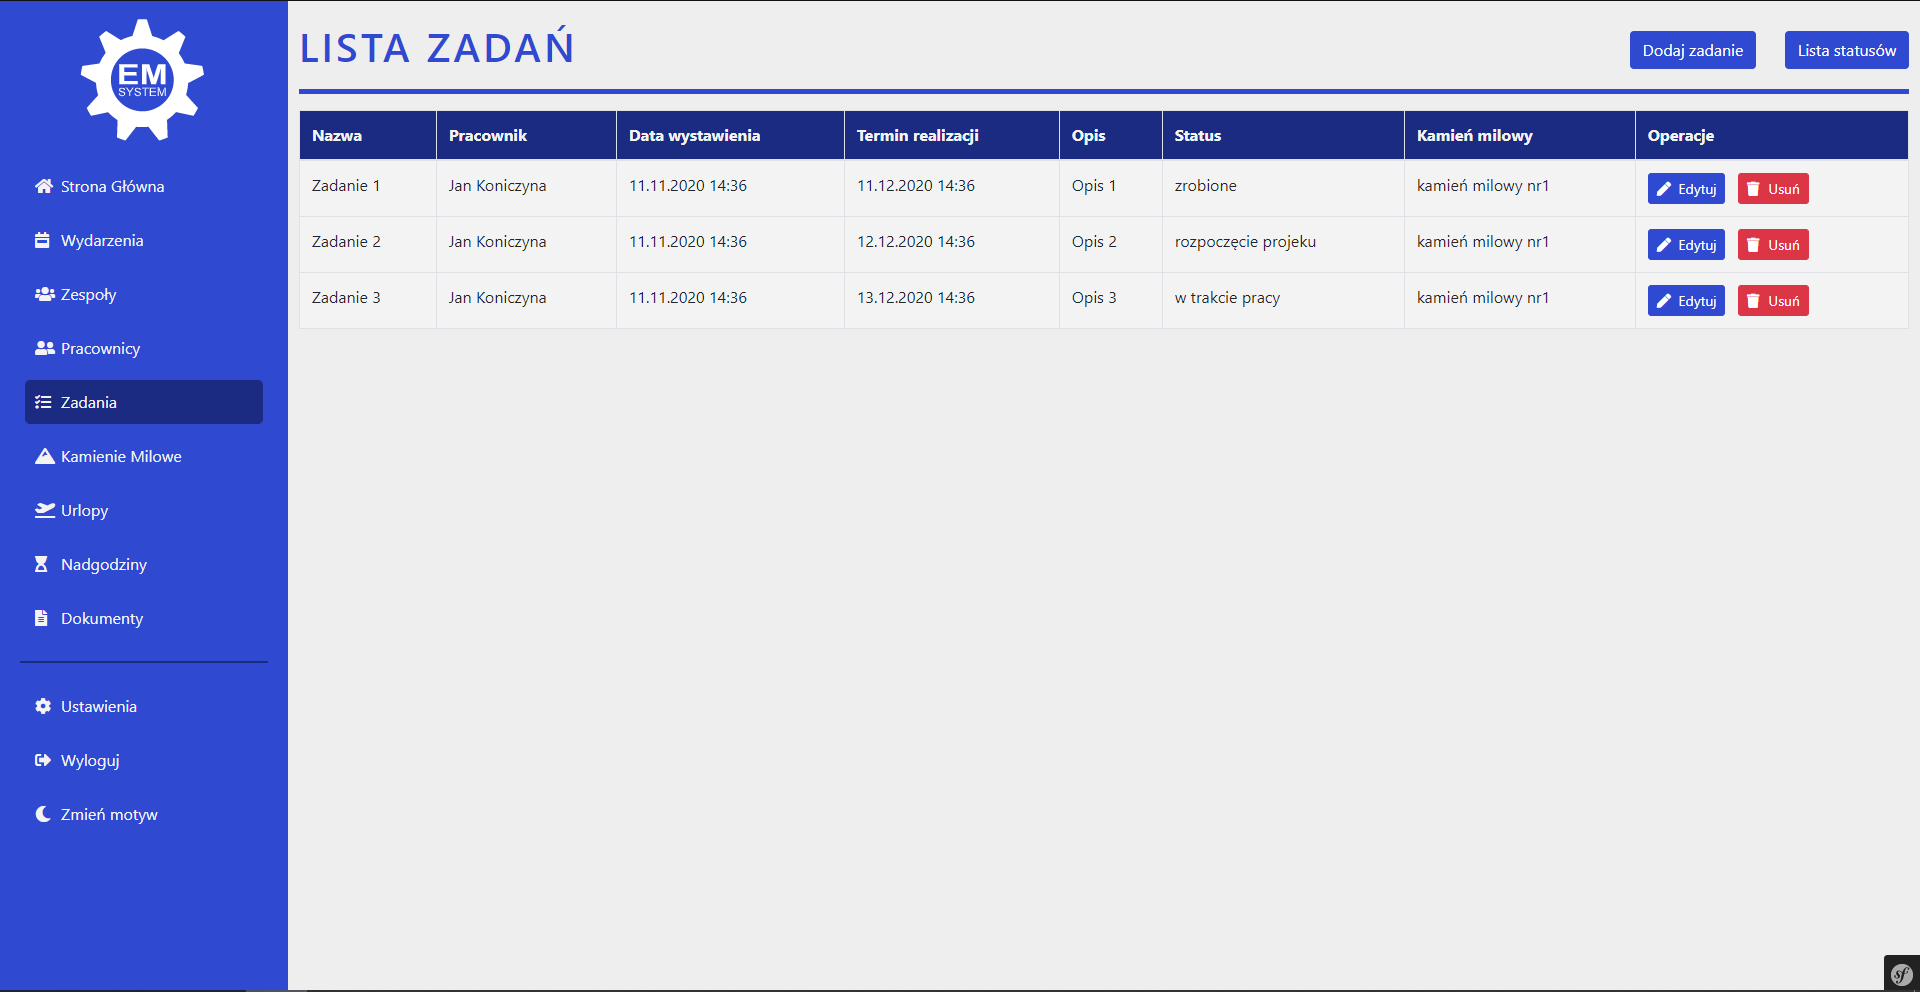 EM
SYSTEM
Strona Główna
Wydarzenia
Zespoły
Pracownicy
Zadania
Kamienie Milowe
Urlopy
Nadgodziny
Dokumenty
Ustawienia
Wyloguj
Zmień motyw
LISTA ZADAŃ
Dodaj zadanie Lista statusów
Nazwa Pracownik Data wystawienia Termin realizacji Opis Status Kamień milowy Operacje
Zadanie 1 Jan Koniczyna 11.11.2020 14:36 11.12.2020 14:36 Opis 1 zrobione kamień milowy nr1 Edytuj Usuń
Zadanie 2 Jan Koniczyna 11.11.2020 14:36 12.12.2020 14:36 Opis 2 rozpoczęcie projeku kamień milowy nr1 Edytuj Usuń
Zadanie 3 Jan Koniczyna 11.11.2020 14:36 13.12.2020 14:36 Opis 3 w trakcie pracy kamień milowy nr1 Edytuj Usuń
sf